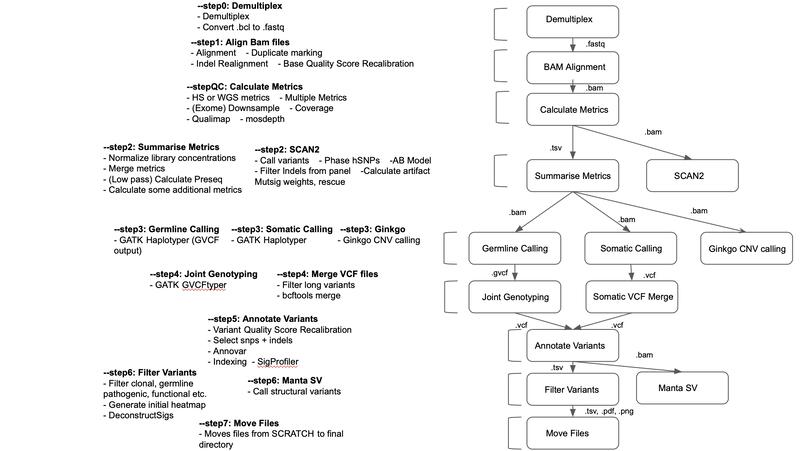 --step0: Demultiplex
- Demultiplex
- Convert .bcl to .fastq
--step1: Align Bam files
- Alignment - Duplicate marking
- Indel Realignment - Base Quality Score Recalibration
--stepQC: Calculate Metrics
- HS or WGS metrics - Multiple Metrics
- (Exome) Downsample - Coverage
- Qualimap - mosdepth
--step2: Summarise Metrics
- Normalize library concentrations
- Merge metrics
- (Low pass) Calculate Preseq
- Calculate some additional metrics
--step2: SCAN2
- Call variants - Phase hSNPs -AB Model
- Filter Indels from panel -Calculate artifact
Mutsig weights, rescue
--step3: Germline Calling
- GATK Haplotyper (GVCF
output)
--step3: Somatic Calling
- GATK Haplotyper
--step3: Ginkgo
- Ginkgo CNV calling
--step4: Joint Genotyping
- GATK GVCFtyper
--step4: Merge VCF files
- Filter long variants
- bcftools merge
--step5: Annotate Variants
- Variant Quality Score Recalibration
- Select snps + indels
- Annovar
- Indexing - SigProfiler
--step6: Filter Variants
- Filter clonal, germline
pathogenic, functional etc.
- Generate initial heatmap
- DeconstructSigs
--step6: Manta SV
- Call structural variants
--step7: Move Files
- Moves files from SCRATCH to final
directory
Demultiplex
.fastq
BAM Alignment
.bam
Calculate Metrics
.tsv
.bam
Summarise Metrics
SCAN2
.bam
.bam
.bam
Germline Calling
Somatic Calling
Ginkgo CNV calling
.gvcf
.vcf
Joint Genotyping
Somatic VCF Merge
.vcf
.vcf
Annotate Variants
.tsv
.bam
Filter Variants
Manta SV
.tsv, .pdf, .png
Move Files